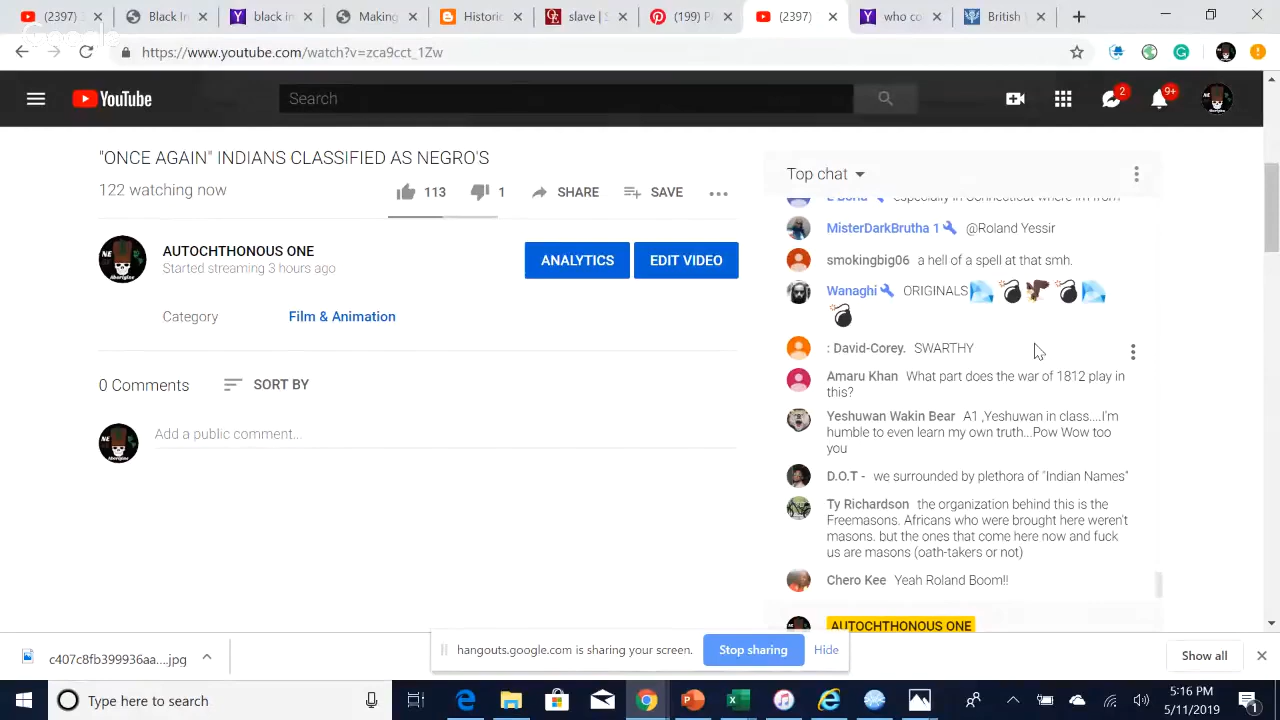 (2397)
Making
Historic
slave
(199)
(2397)
who co
British
Google
https://www.youtube.com/watch?v=zca9cct_1Zw
YouTube
Search
2
9+
"ONCE AGAIN" INDIANS CLASSIFIED AS NEGRO'S
122 watching now
113
1
SHARE
SAVE
AUTOCHTHONOUS ONE
Started streaming 3 hours ago
ANALYTICS
EDIT VIDEO
Category
Film & Animation
0 Comments
SORT BY
Add a public comment...
Top chat
MisterDarkBrutha 1 @Roland Yessir
smokingbig06 a hell of a spell at that smh.
Wanaghi ORIGINALS
: David-Corey. SWARTHY
Amaru Khan What part does the war of 1812 play in
this?
Yeshuwan Wakin Bear A1 ,Yeshuwan in class....I'm
humble to even learn my own truth...Pow Wow too
you
D.O.T - we surrounded by plethora of "Indian Names"
Ty Richardson the organization behind this is the
Freemasons. Africans who were brought here weren't
masons. but the ones that come here now and fuck
us are masons (oath-takers or not)
Chero Kee Yeah Roland Boom!!
AUTOCHTHONOUS ONE
c407c8fb399936aa....jpg
hangouts.google.com is sharing your screen.
Stop sharing
Hide
Show all
Type here to search
5:16 PM
5/11/2019
1